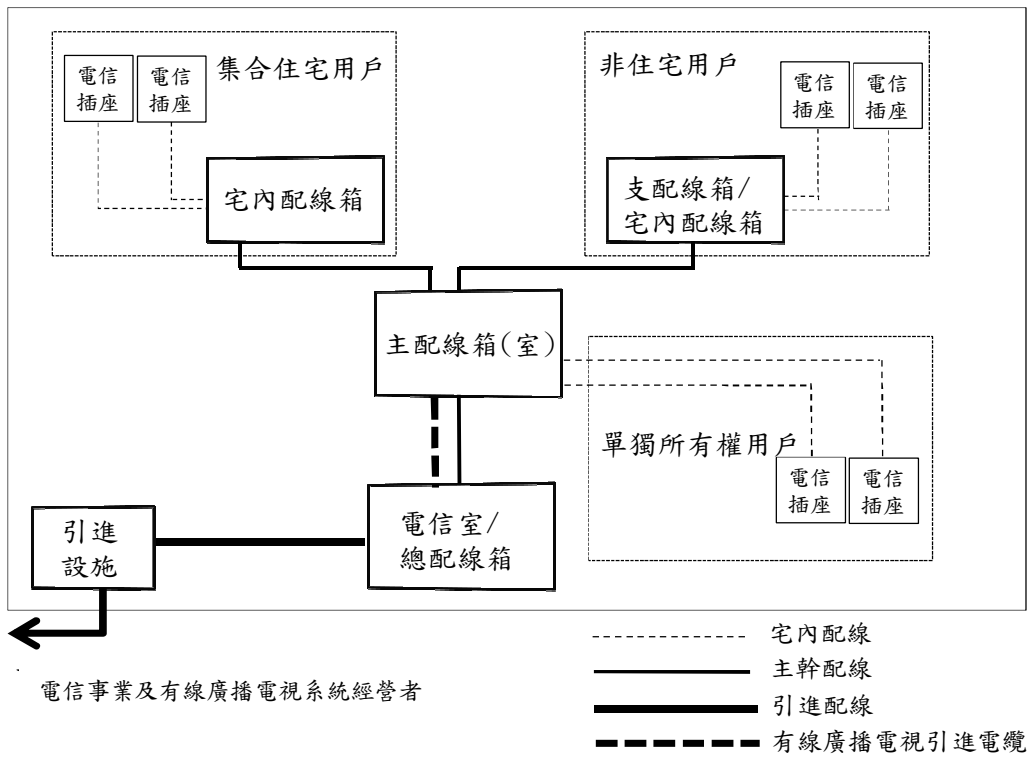 集合住宅用戶
電信
插座
電信
插座
宅內配線箱
非住宅用戶
電信
插座
電信
插座
支配線箱/
宅內配線箱
主配線箱(室)
單獨所有權用戶
電信
插座
電信
插座
電信室/
總配線箱
引進
設施
電信事業及有線廣播電視系統經營者
宅內配線
主幹配線
引進配線
有線廣播電視引進電纜